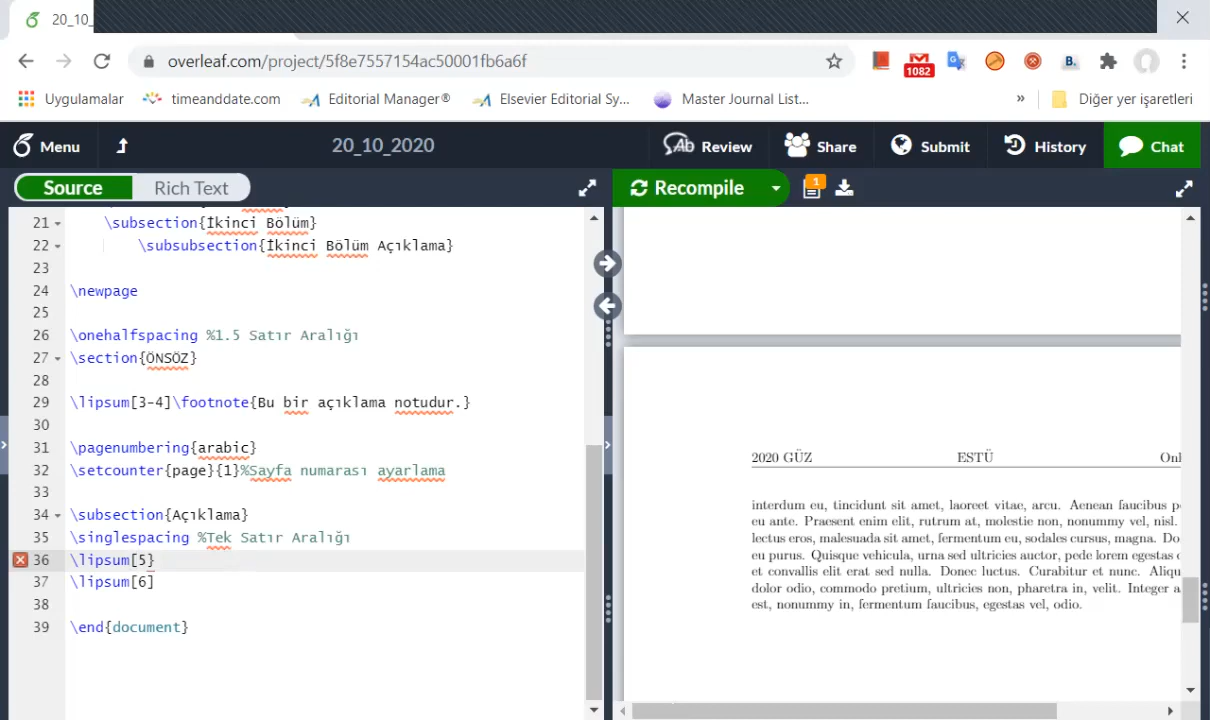 20_10_
overleaf.com/project/5f8e7557154ac50001fb6a6f
1082
B.
Uygulamalar timeanddate.com Editorial Manager® Elsevier Editorial Sy... Master Journal List... » Diğer yer işaretleri
Menu 20_10_2020 Review Share Submit History Chat
Source Rich Text Recompile 1
21 \subsection{İkinci Bölüm}
22 \subsubsection{İkinci Bölüm Açıklama}
23
24 \newpage
25
26 \onehalfspacing %1.5 Satır Aralığı
27 \section{ÖNSÖZ}
28
29 \lipsum[3-4]\footnote{Bu bir açıklama notudur.}
30
31 \pagenumbering{arabic}
32 \setcounter{page}{1}%Sayfa numarası ayarlama
33
34 \subsection{Açıklama}
35 \singlespacing %Tek Satır Aralığı
36 \lipsum[5}
37 \lipsum[6]
38
39 \end{document}
2020 GÜZ ESTÜ
interdum eu, tincidunt sit amet, laoreet vitae, arcu. Aenean faucibus
eu ante. Praesent enim elit, rutrum at, molestie non, nonummy vel, nisl.
lectus eros, malesuada sit amet, fermentum eu, sodales cursus, magna. Do
eu purus. Quisque vehicula, urna sed ultricies auctor, pede lorem egestas
et convallis elit erat sed nulla. Donec luctus. Curabitur et nunc. Aliqu
dolor odio, commodo pretium, ultricies non, pharetra in, velit. Integer a
est, nonummy in, fermentum faucibus, egestas vel, odio.